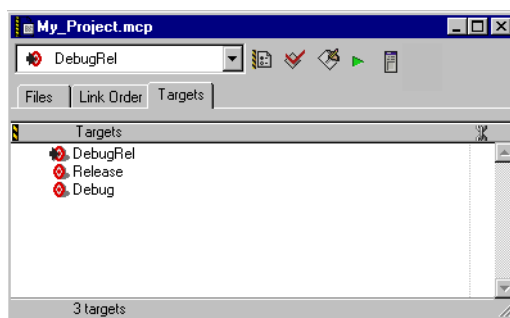 My_Project.mcp
DebugRel
Files Link Order Targets
Targets
DebugRel
Release
Debug
3 targets